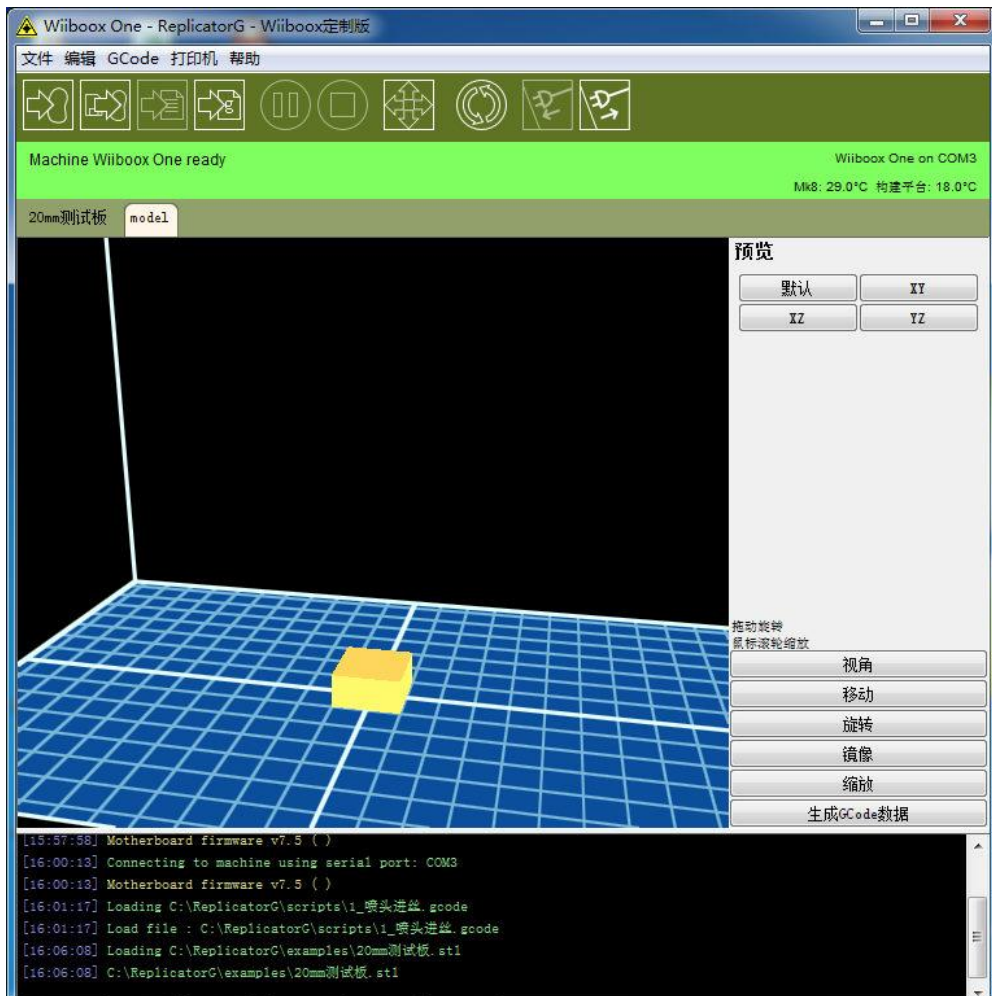 Wiiboox One - ReplicatorG - Wiiboox定制版
文件 编辑 GCode 打印机 帮助
Machine Wiiboox One ready
Wiiboox One on COM3
Mk8: 29.0°C 构建平台: 18.0°C
20mm测试板 model
预览
默认 XY
XZ YZ
拖动旋转
鼠标滚轮缩放
视角
移动
旋转
镜像
缩放
生成GCode数据
[15:57:58] Motherboard firmware v7.5 ( )
[16:00:13] Connecting to machine using serial port: COM3
[16:00:13] Motherboard firmware v7.5 ( )
[16:01:17] Loading C:\ReplicatorG\scripts\1_喷头进丝.gcode
[16:01:17] Load file : C:\ReplicatorG\scripts\1_喷头进丝.gcode
[16:06:08] Loading C:\ReplicatorG\examples\20mm测试板.stl
[16:06:08] C:\ReplicatorG\examples\20mm测试板.stl